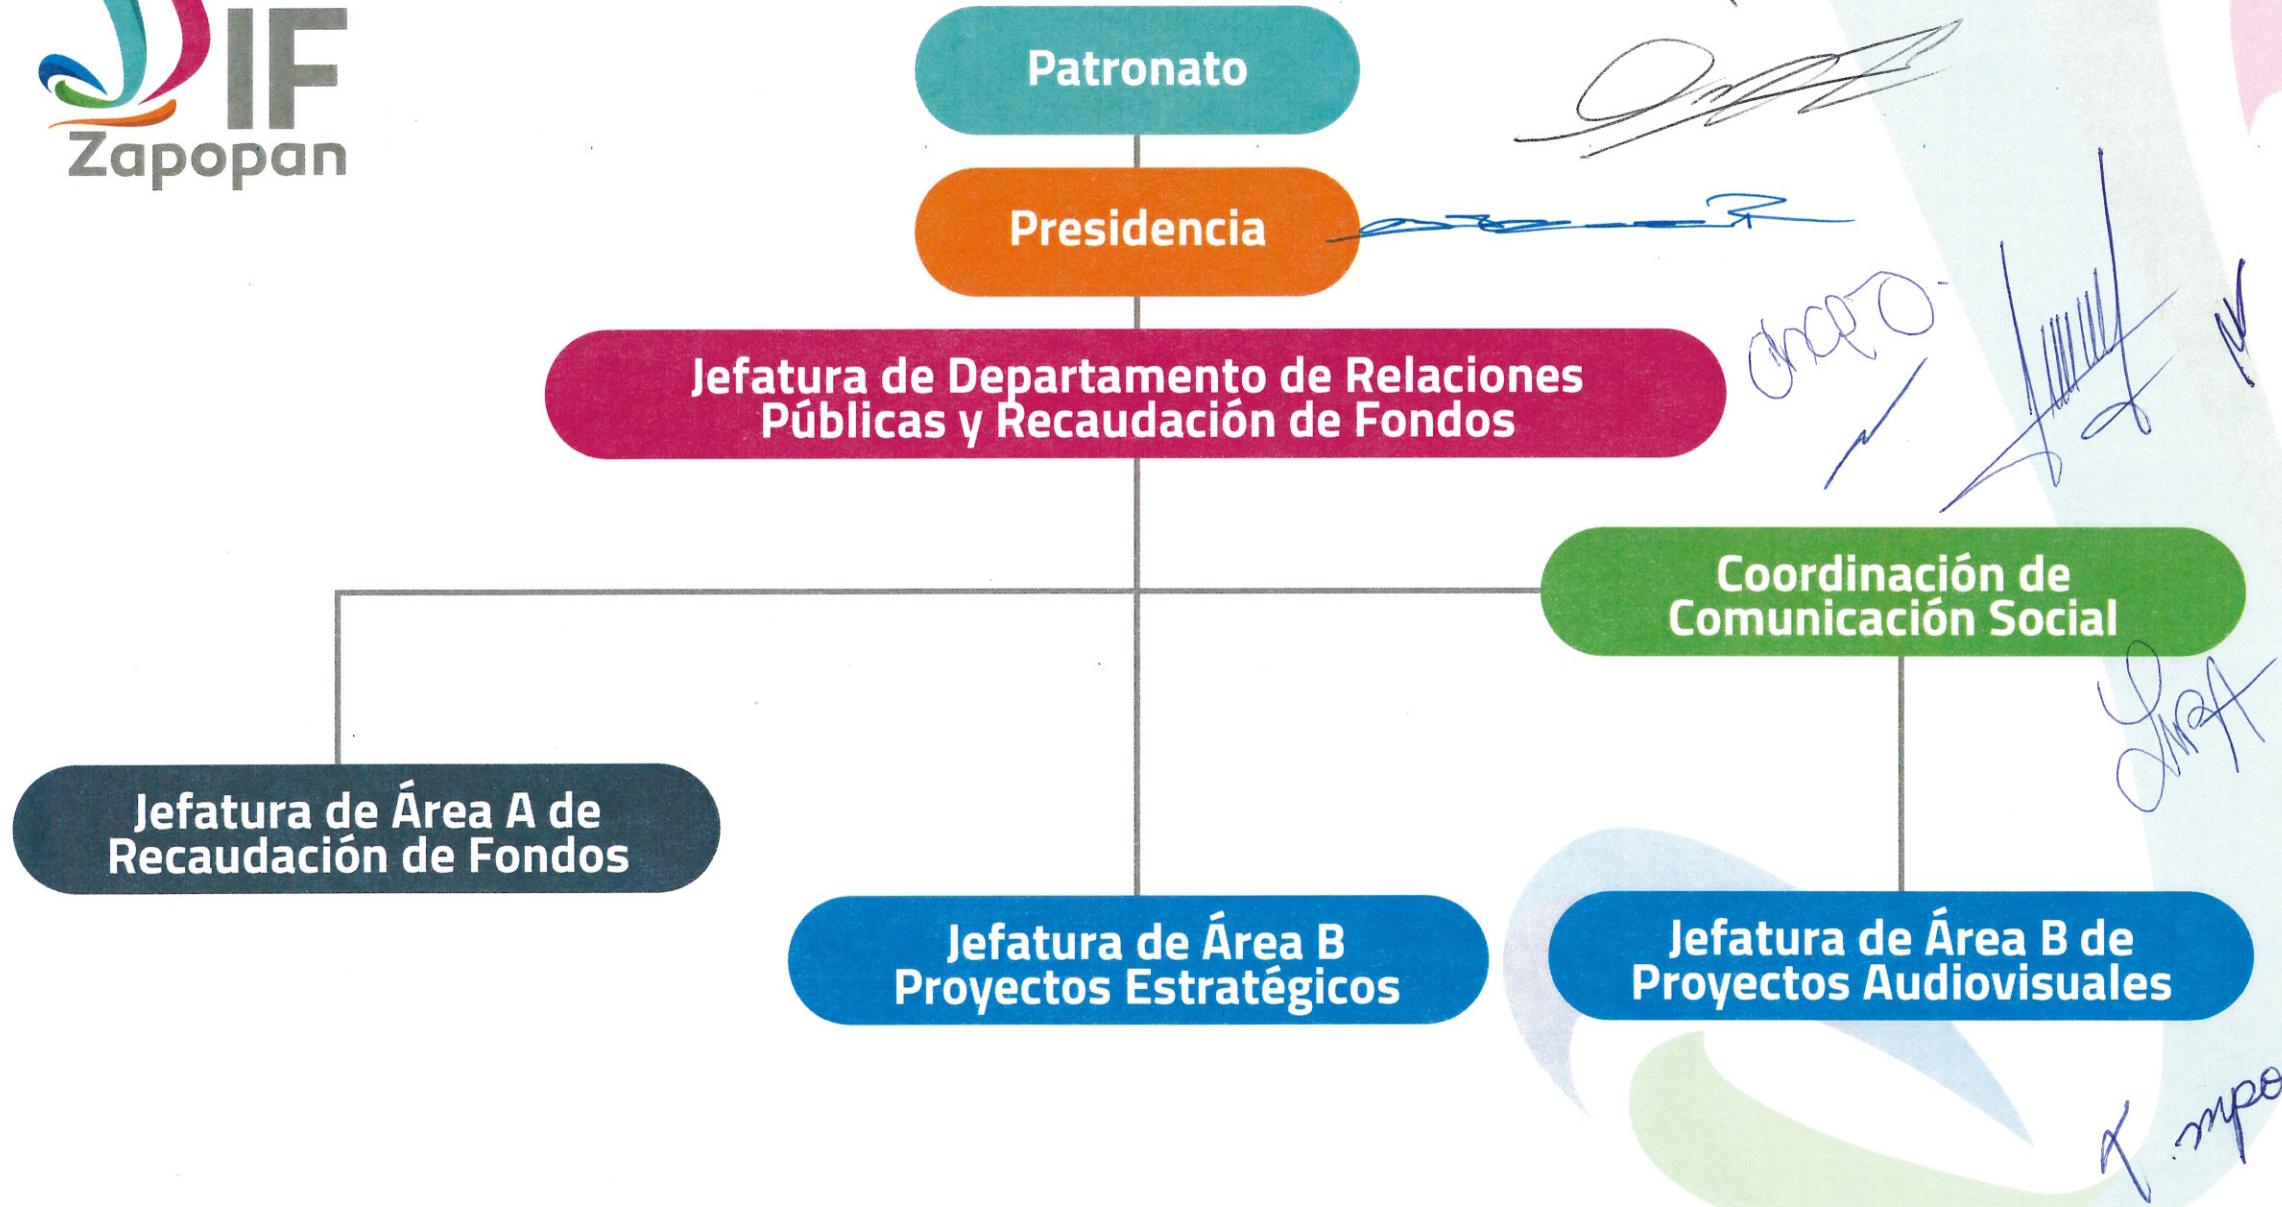 DIF
Zapopan
Patronato
Presidencia
Jefatura de Departamento de Relaciones
Públicas y Recaudación de Fondos
Coordinación de
Comunicación Social
Jefatura de Área A de
Recaudación de Fondos
Jefatura de Área B
Proyectos Estratégicos
Jefatura de Área B de
Proyectos Audiovisuales